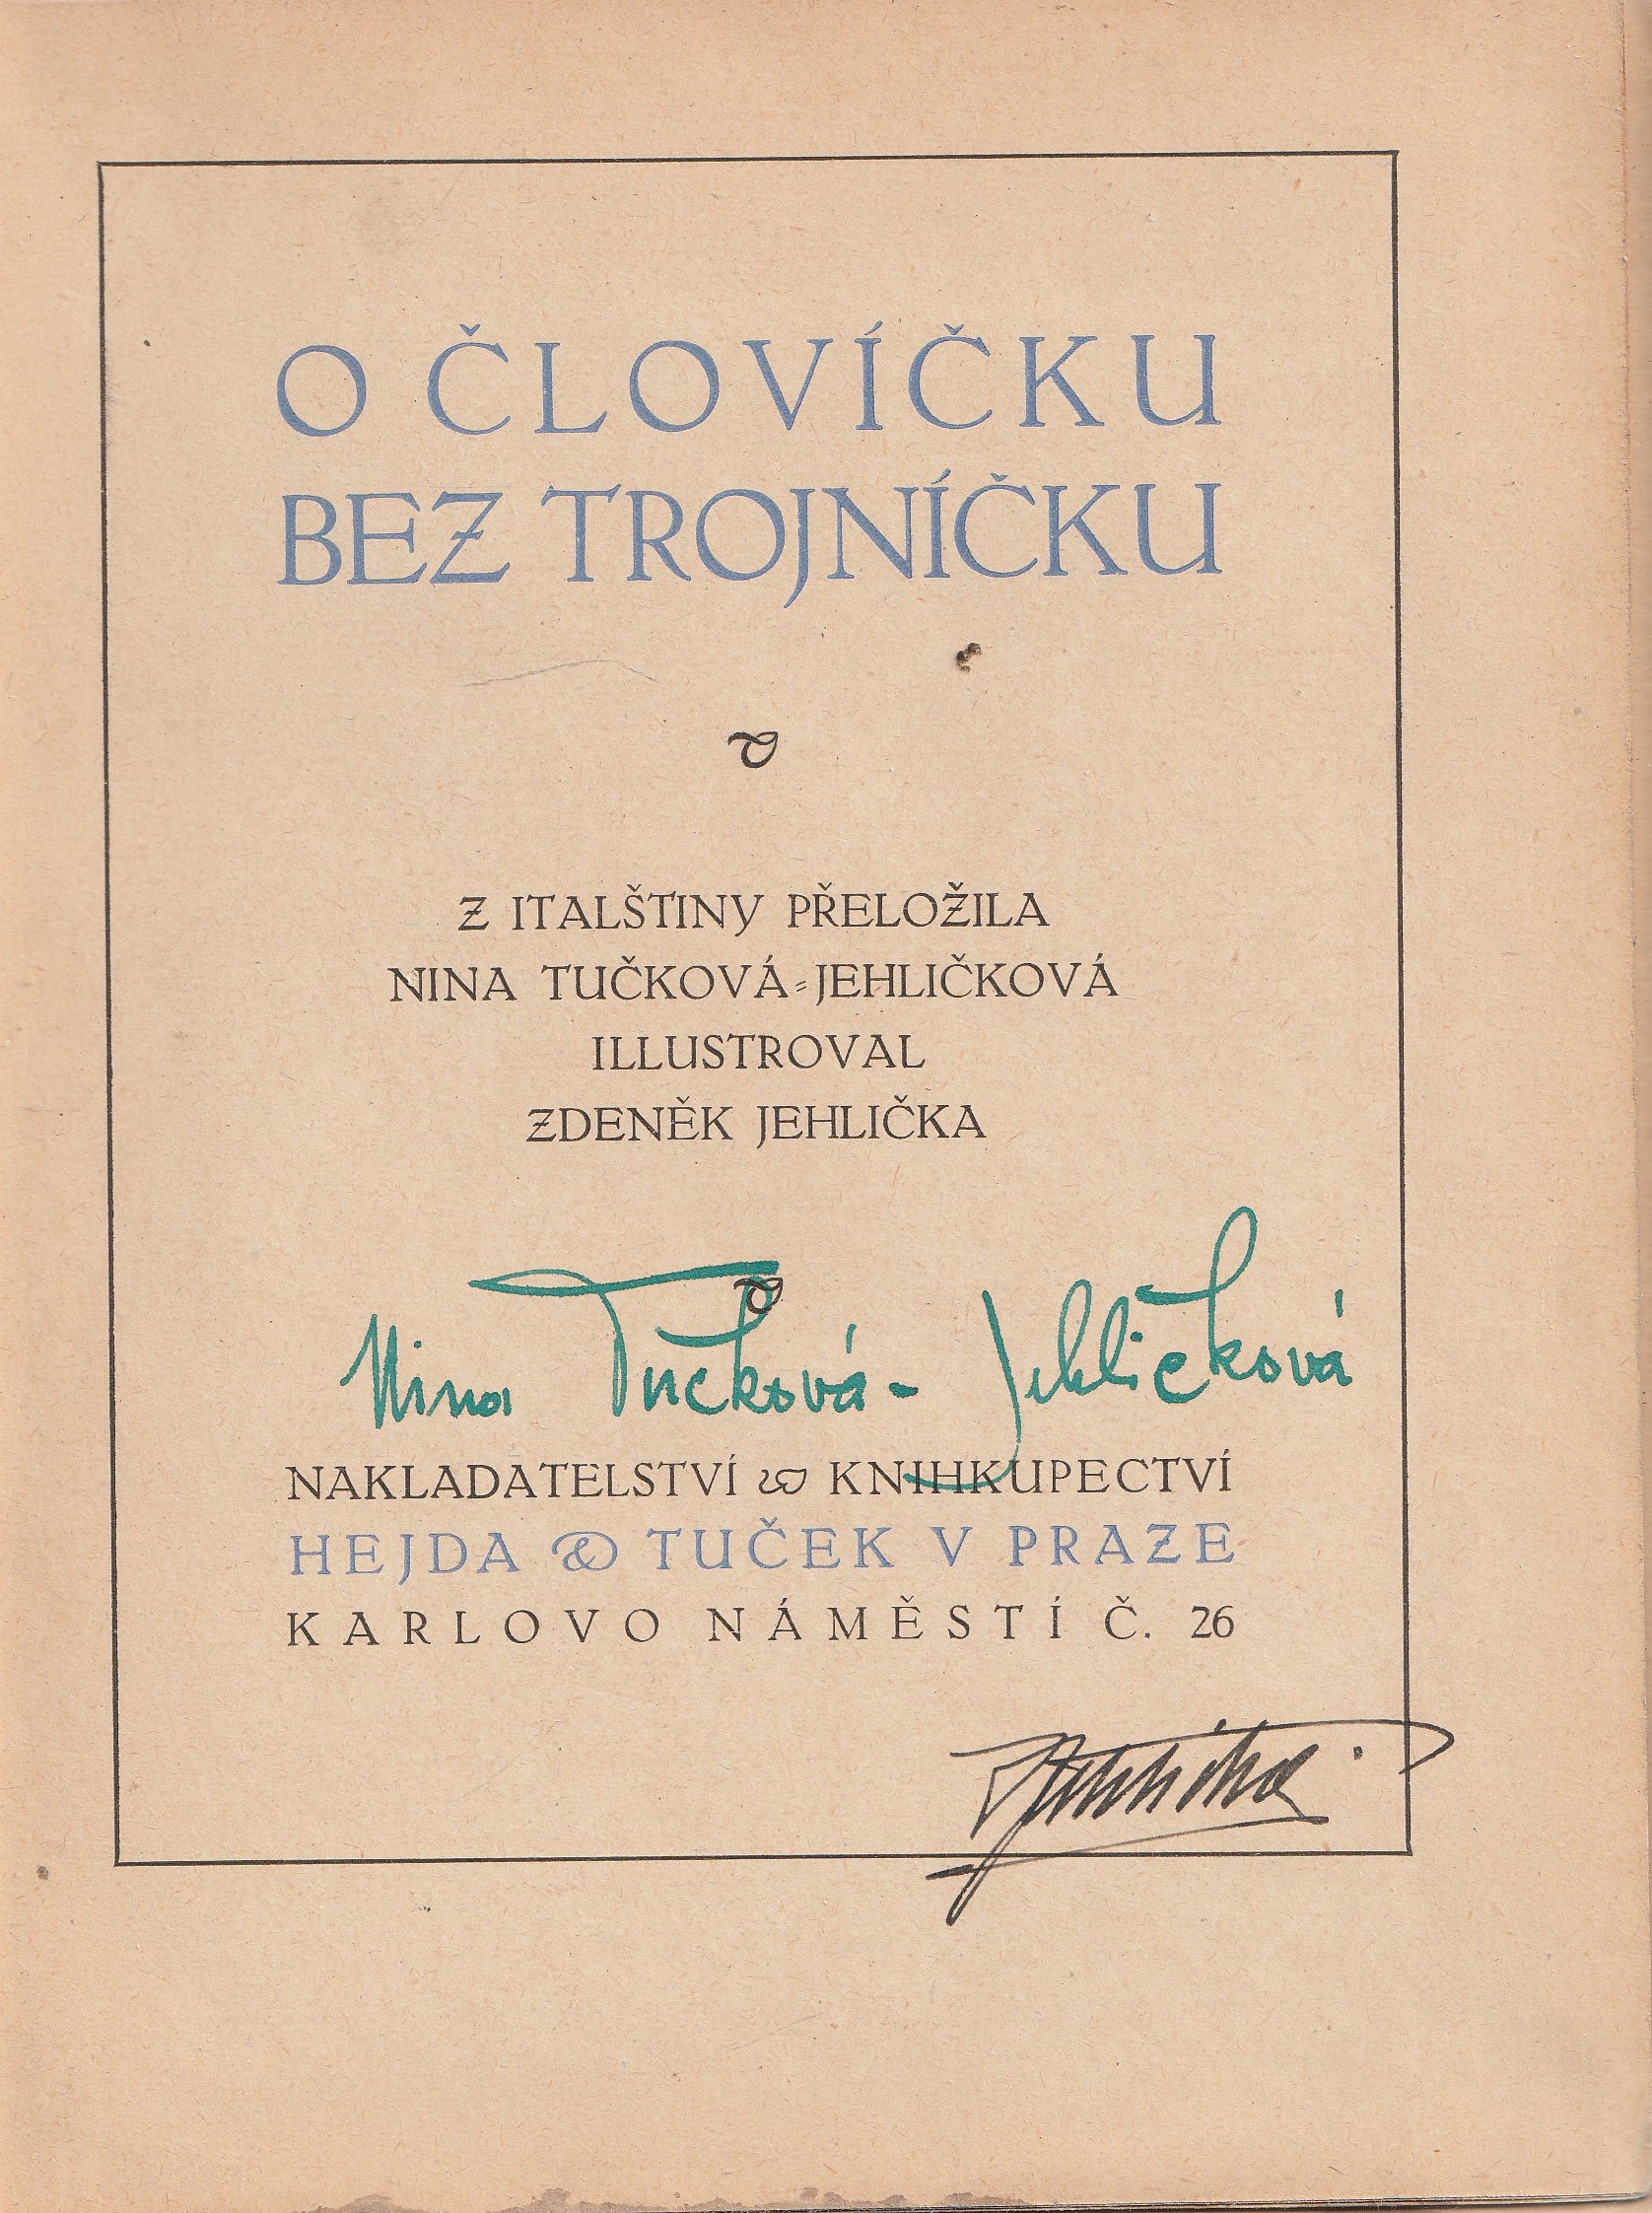 O ČLOVÍČKU
BEZ TROJNÍČKU
Z ITALŠTINY PŘELOŽILA
NINA TUČKOVÁ-JEHLIČKOVÁ
ILLUSTROVAL
ZDENĚK JEHLIČKA
Nina Tučková - Jehličková
NAKLADATELSTVÍ & KNIHKUPECTVÍ
HEJDA & TUČEK V PRAZE
KARLOVO NÁMĚSTÍ Č. 26
Jehlička